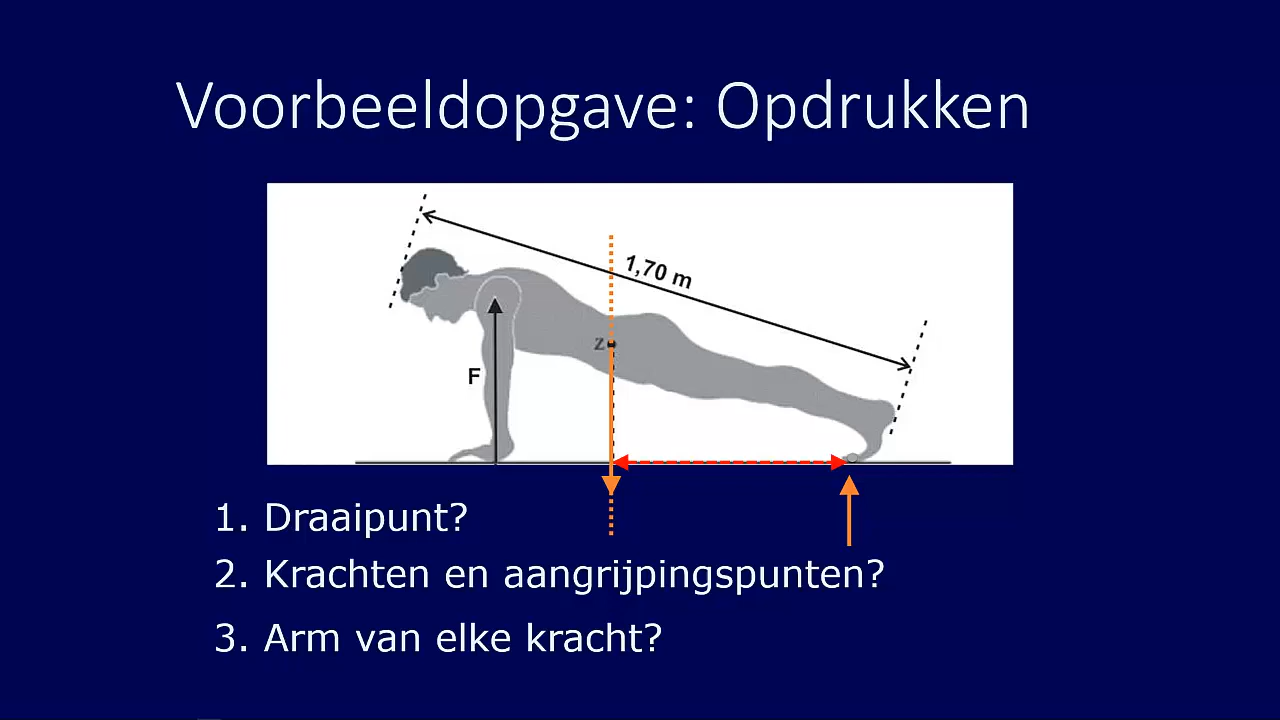 Voorbeeldopgave: Opdrukken
1,70 m
Z
F
1. Draaipunt?
2. Krachten en aangrijpingspunten?
3. Arm van elke kracht?